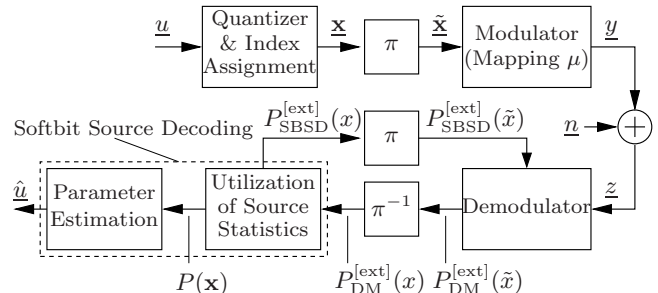 u Quantizer & Index Assignment x π x̃ Modulator (Mapping μ) y
n +
Softbit Source Decoding P_SBSD^[ext](x) π P_SBSD^[ext](x̃)
û Parameter Estimation Utilization of Source Statistics π⁻¹ Demodulator z
P(x) P_DM^[ext](x) P_DM^[ext](x̃)